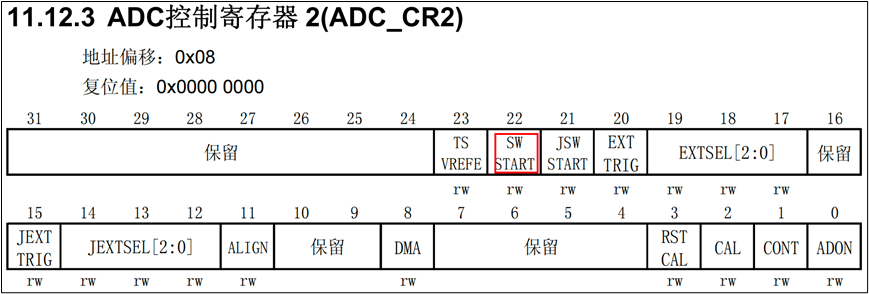 11.12.3 ADC控制寄存器 2(ADC_CR2)
地址偏移：0x08
复位值：0x0000 0000
31 30 29 28 27 26 25 24 23 22 21 20 19 18 17 16
保留 TS VREFE SW START JSW START EXT TRIG EXTSEL[2:0] 保留
rw rw rw rw rw rw rw
15 14 13 12 11 10 9 8 7 6 5 4 3 2 1 0
JEXT TRIG JEXTSEL[2:0] ALIGN 保留 DMA 保留 RST CAL CAL CONT ADON
rw rw rw rw rw rw rw rw rw rw